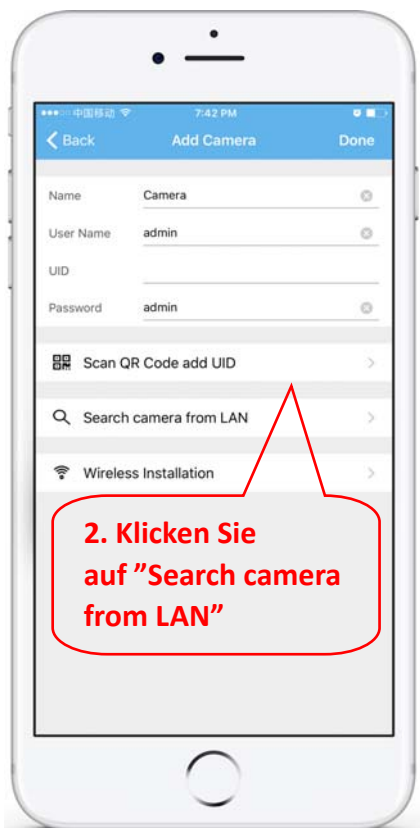 中国移动 7:42 PM
Back Add Camera Done
Name Camera
User Name admin
UID
Password admin
Scan QR Code add UID
Search camera from LAN
Wireless Installation
2. Klicken Sie
auf ”Search camera
from LAN”